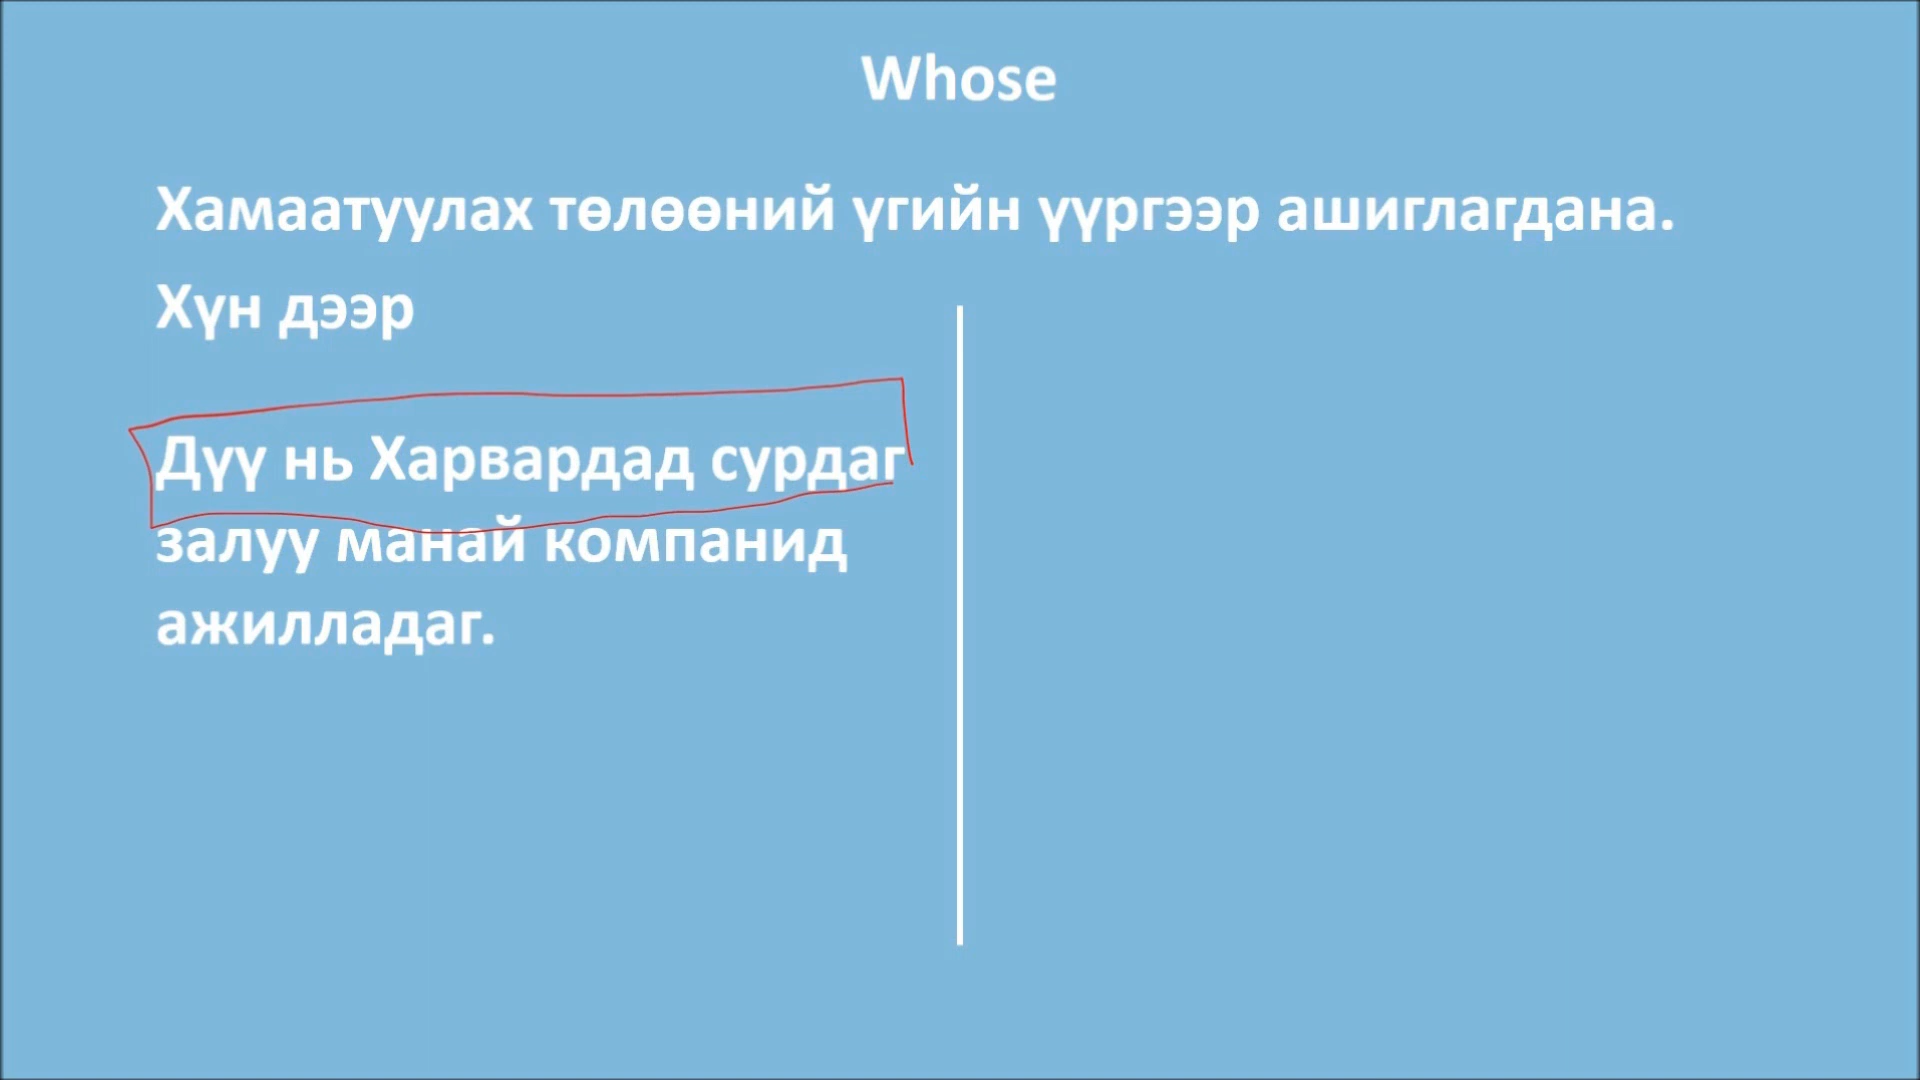 Whose
Хамаатуулах төлөөний үгийн үүргээр ашиглагдана.
Хүн дээр
Дүү нь Харвардад сурдаг
залуу манай компанид
ажилладаг.